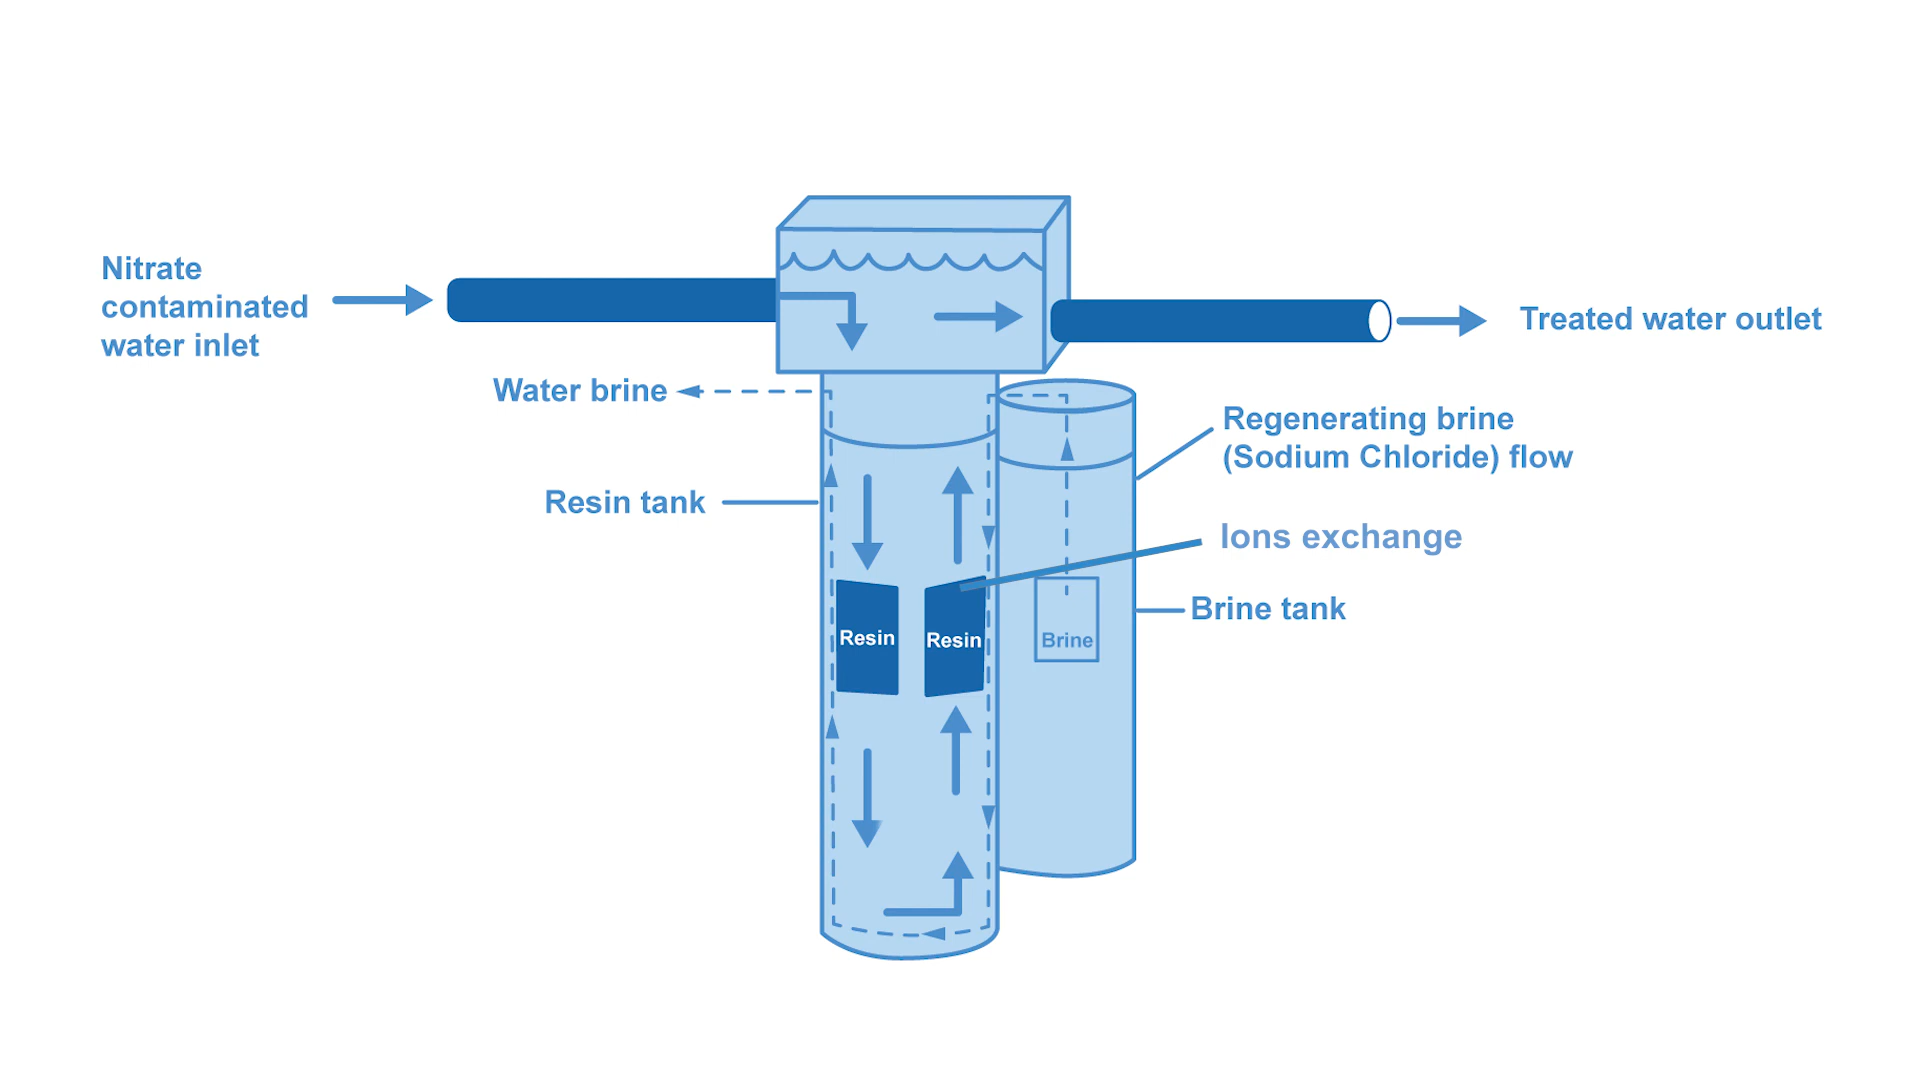 Nitrate
contaminated
water inlet
Treated water outlet
Water brine
Regenerating brine
(Sodium Chloride) flow
Resin tank
Ions exchange
Brine tank
Resin
Resin
Brine